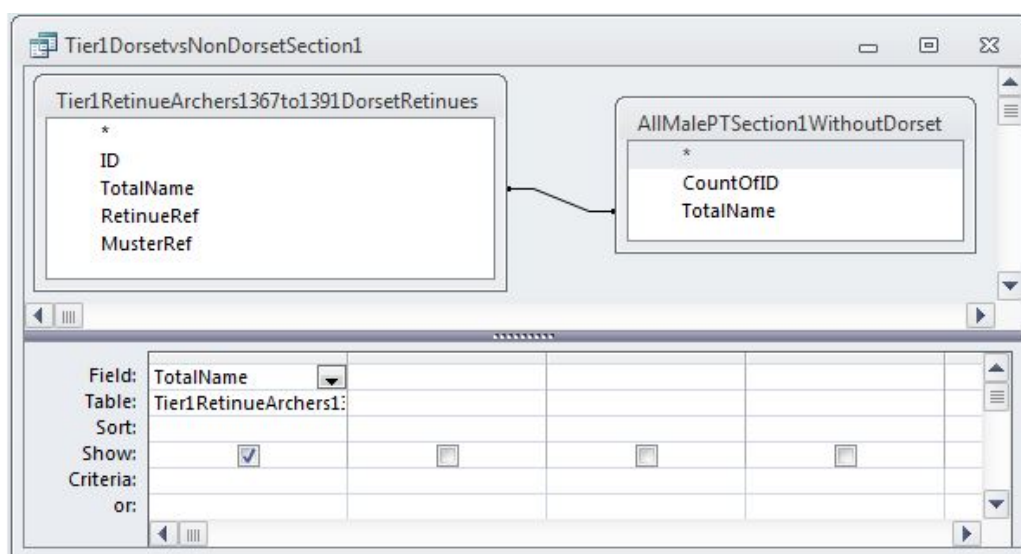 Tier1DorsetvsNonDorsetSection1
Tier1RetinueArchers1367to1391DorsetRetinues
*
ID
TotalName
RetinueRef
MusterRef
AllMalePTSection1WithoutDorset
*
CountOfID
TotalName
Field: TotalName
Table: Tier1RetinueArchers13
Sort:
Show:
Criteria:
or: